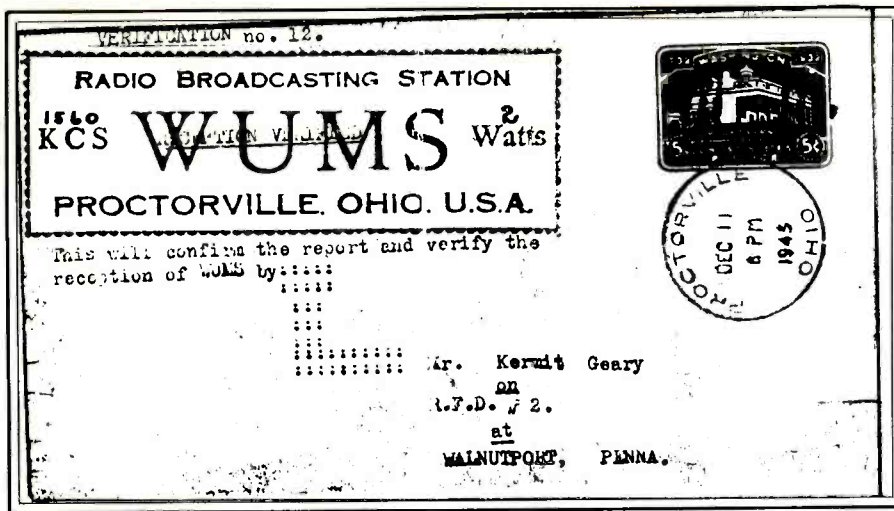 VERIFICATION no. 12.
RADIO BROADCASTING STATION
1560
KCS WUMS 2 Watts
PROCTORVILLE, OHIO. U.S.A.
This will confirm the report and verify the
reception of WUMS by:::::
Mr. Kermit Geary
on
R.F.D. # 2.
at
WALNUTPORT, PENNA.
WASHINGTON
5¢ 5¢
PROCTORVILLE OHIO
DEC 11
6 PM
1945